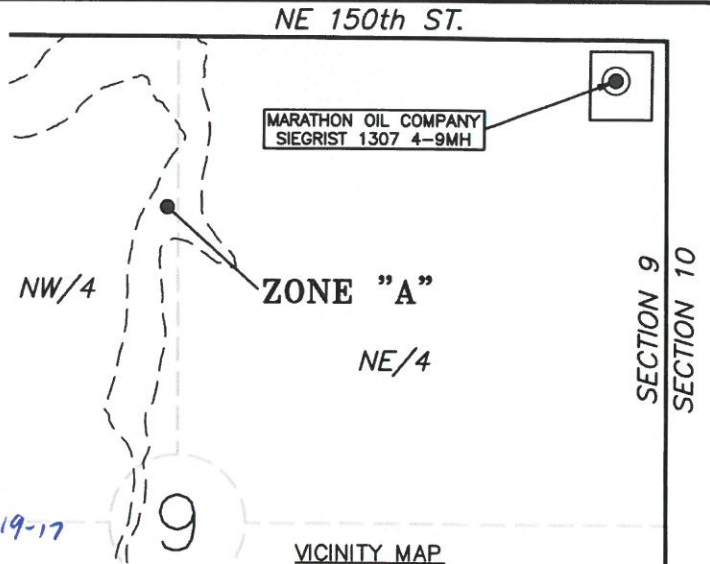 NE 150th ST.
MARATHON OIL COMPANY
SIEGRIST 1307 4-9MH
NW/4
ZONE "A"
NE/4
SECTION 9
SECTION 10
19-17
9
VICINITY MAP